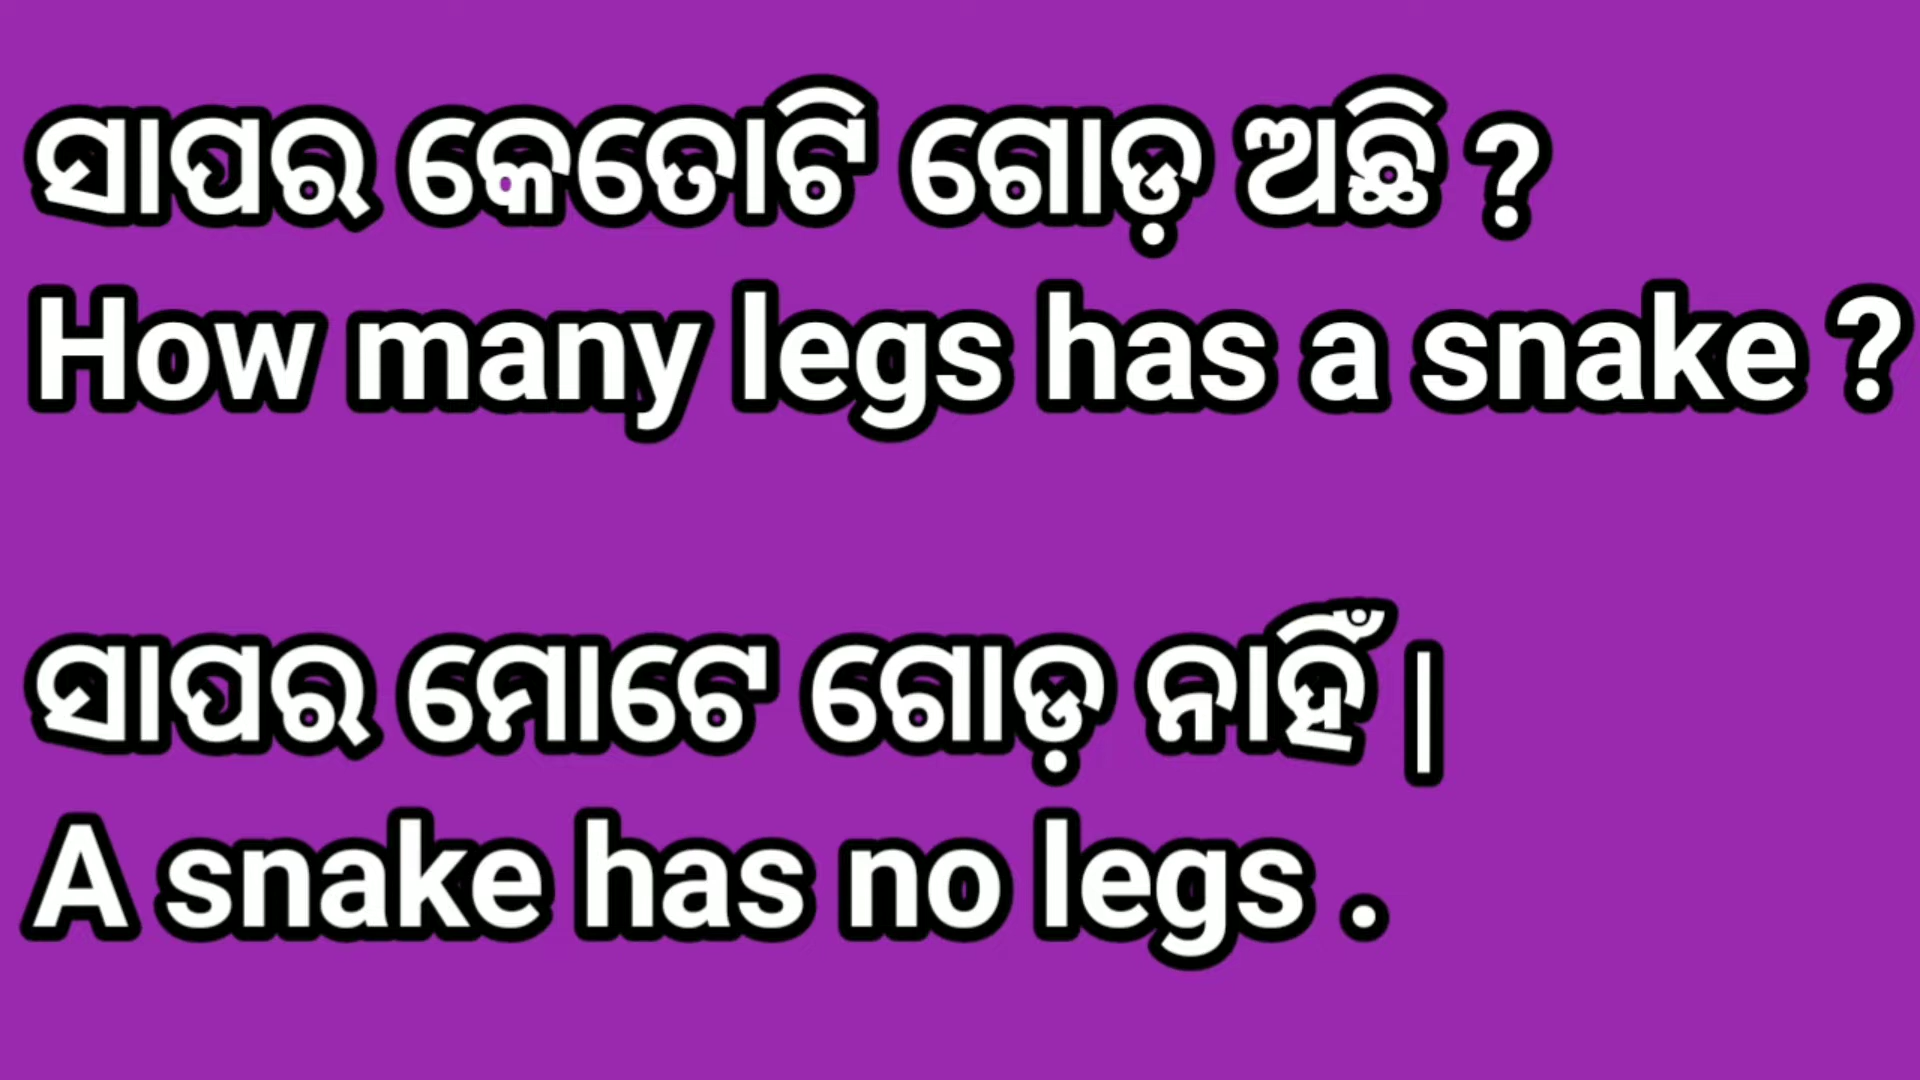 ସାପର କେତୋଟି ଗୋଡ଼ ଅଛି ?
How many legs has a snake ?
ସାପର ମୋଟେ ଗୋଡ଼ ନାହିଁ |
A snake has no legs .